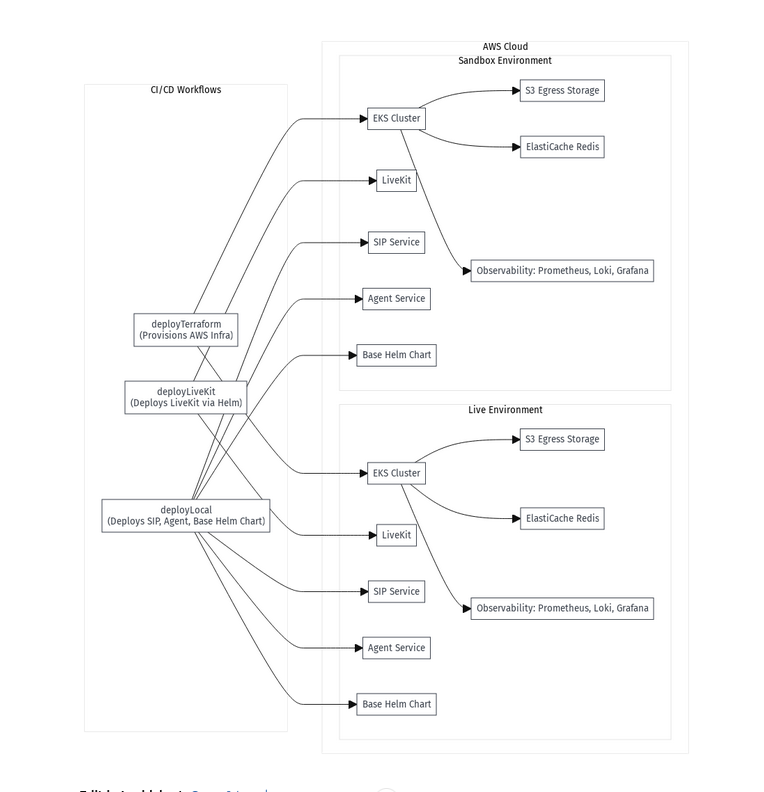 AWS Cloud
Sandbox Environment
CI/CD Workflows
S3 Egress Storage
EKS Cluster
ElastiCache Redis
LiveKit
SIP Service
Observability: Prometheus, Loki, Grafana
Agent Service
deployTerraform
(Provisions AWS Infra)
Base Helm Chart
deployLiveKit
(Deploys LiveKit via Helm)
Live Environment
S3 Egress Storage
EKS Cluster
deployLocal
(Deploys SIP, Agent, Base Helm Chart)
ElastiCache Redis
LiveKit
SIP Service
Observability: Prometheus, Loki, Grafana
Agent Service
Base Helm Chart